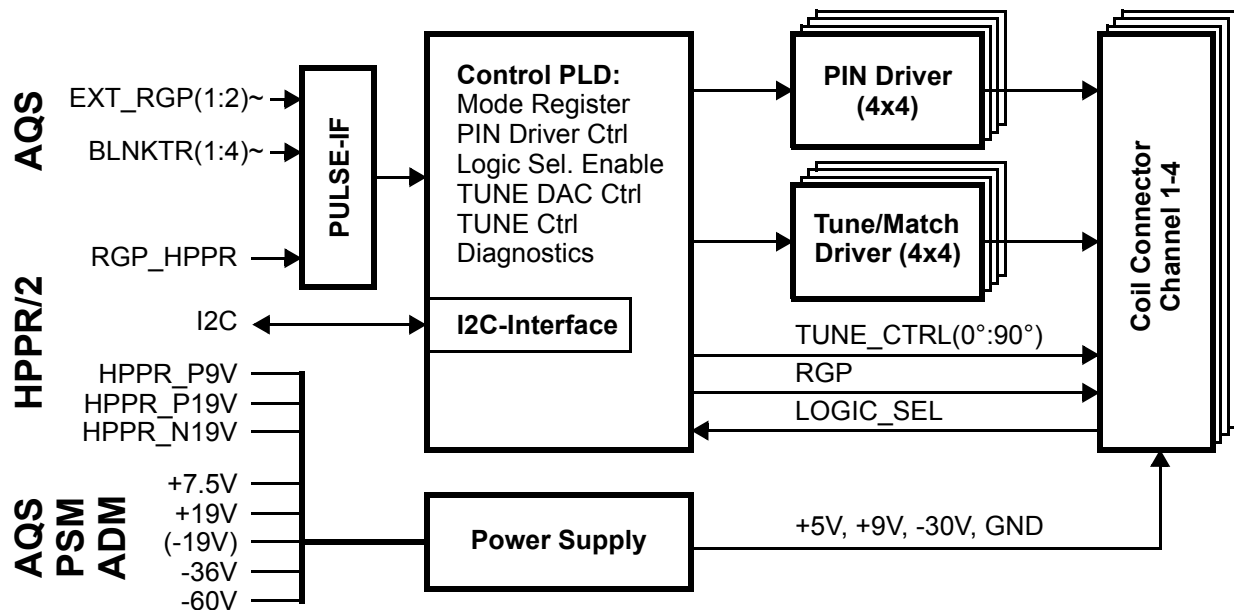 AQS
EXT_RGP(1:2)~
BLNKTR(1:4)~
PULSE-IF
HPPR/2
RGP_HPPR
I2C
HPPR_P9V
HPPR_P19V
HPPR_N19V
AQS
PSM
ADM
+7.5V
+19V
(-19V)
-36V
-60V
Control PLD:
Mode Register
PIN Driver Ctrl
Logic Sel. Enable
TUNE DAC Ctrl
TUNE Ctrl
Diagnostics
I2C-Interface
Power Supply
PIN Driver
(4x4)
Tune/Match
Driver (4x4)
TUNE_CTRL(0°:90°)
RGP
LOGIC_SEL
+5V, +9V, -30V, GND
Coil Connector
Channel 1-4